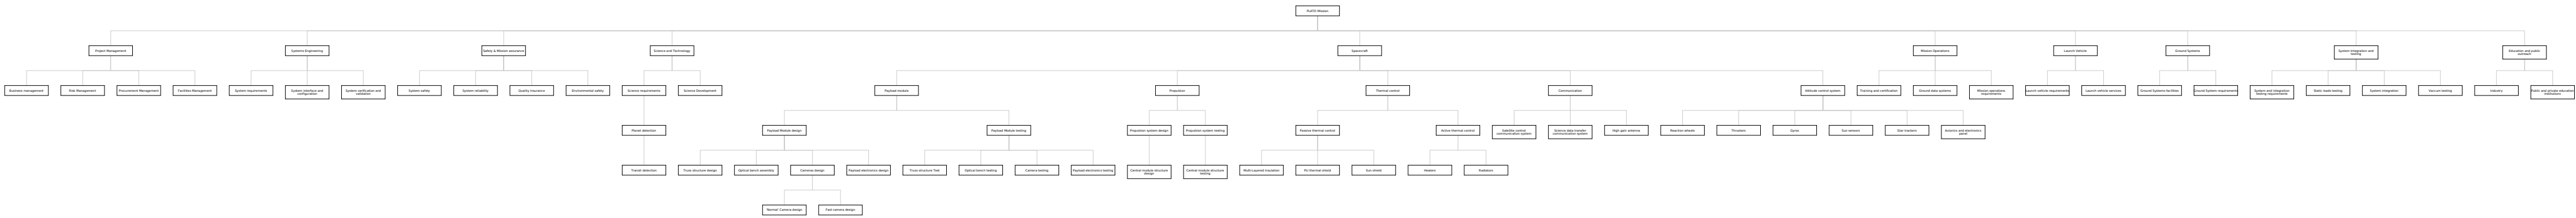 PLATO Mission
Project Management
Systems Engineering
Safety & Mission assurance
Science and Technology
Spacecraft
Mission Operations
Launch Vehicle
Ground Systems
System integration and
testing
Education and public
outreach
Business management
Risk Management
Procurement Management
Facilities Management
System requirements
System interface and
configuration
System verification and
validation
System safety
System reliability
Quality insurance
Environmental safety
Science requirements
Science Development
Payload module
Propulsion
Thermal control
Communication
Attitude control system
Training and certification
Ground data systems
Mission operations
requirements
Launch vehicle requirements
Launch vehicle services
Ground Systems facilities
Ground System requirements
System and integration
testing requirements
Static loads testing
System integration
Vacuum testing
Industry
Public and private education
institutions
Planet detection
Payload Module design
Payload Module testing
Propulsion system design
Propulsion system testing
Passive thermal control
Active thermal control
Satellite control
communication system
Science data transfer
communication system
High gain antenna
Reaction wheels
Thrusters
Gyros
Sun sensors
Star trackers
Avionics and electronics
panel
Transit detection
Truss structure design
Optical bench assembly
Cameras design
Payload electronics design
Truss structure Test
Optical bench testing
Camera testing
Payload electronics testing
Central module structure
design
Central module structure
testing
Multi-Layered insulation
thermal shield
Sun shield
Heaters
Radiators
'Normal' Camera design
'Fast' camera design